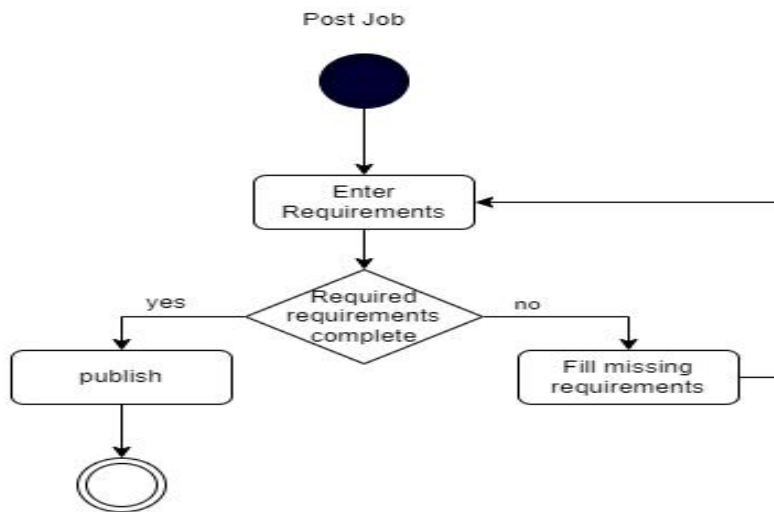 Post Job
Enter
Requirements
Required
requirements
complete
yes
no
publish
Fill missing
requirements